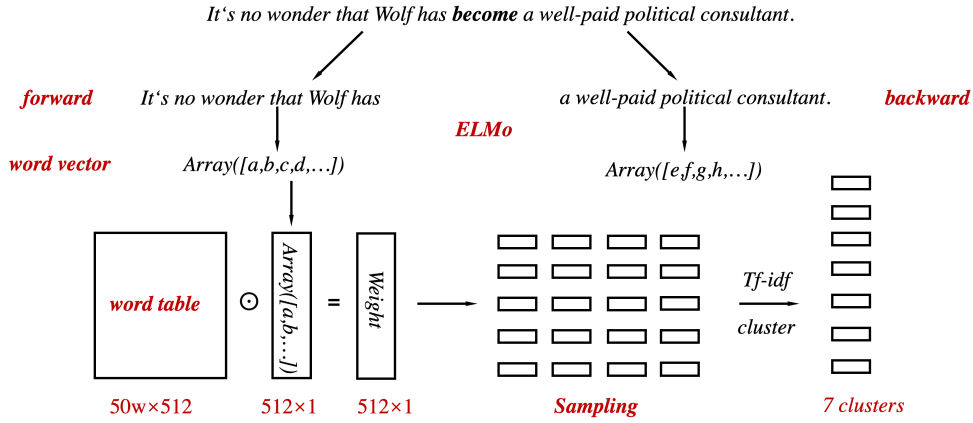 It‘s no wonder that Wolf has become a well-paid political consultant.
forward
It‘s no wonder that Wolf has
a well-paid political consultant.
backward
ELMo
word vector
Array([a,b,c,d,…])
Array([e,f,g,h,…])
word table
⊙
Array([a,b,…])
=
Weight
Tf-idf
cluster
50w×512
512×1
512×1
Sampling
7 clusters